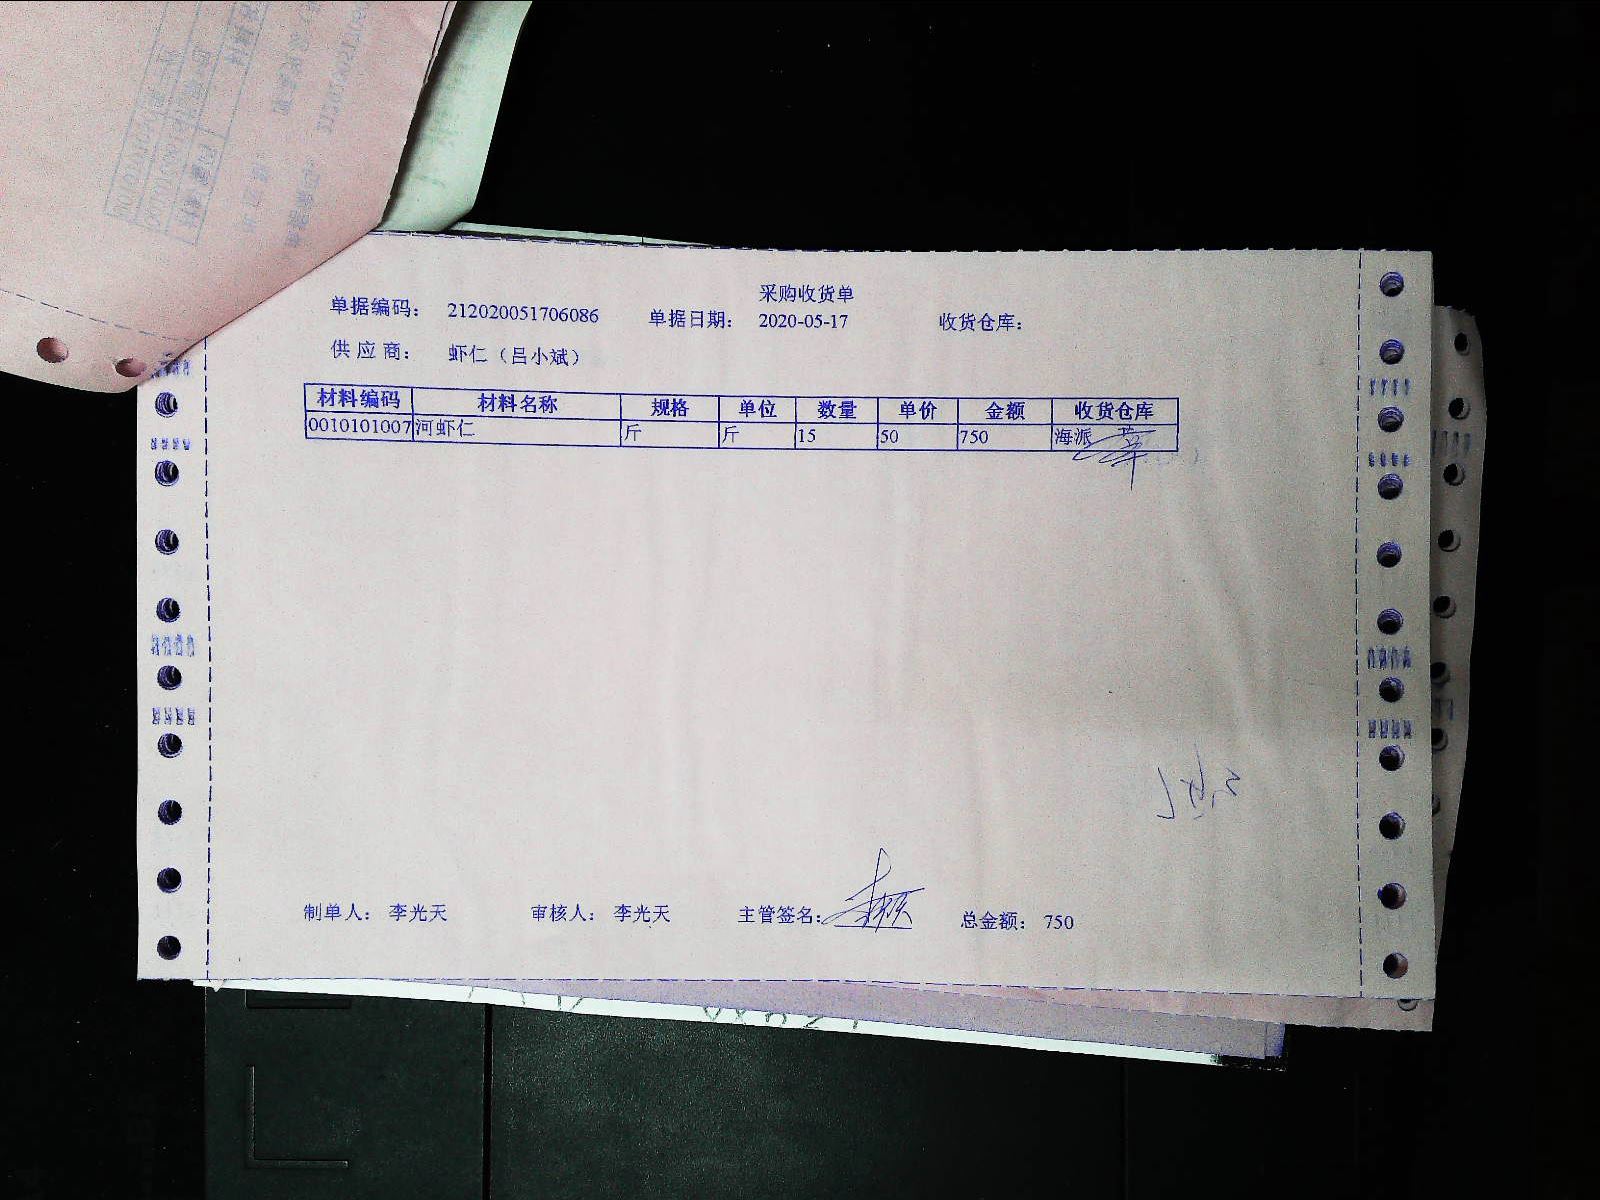 采购收货单
单据编码: 212020051706086 单据日期: 2020-05-17 收货仓库:
供应商: 虾仁（吕小斌）
材料编码 材料名称 规格 单位 数量 单价 金额 收货仓库
0010101007 河虾仁 斤 斤 15 50 750 海派
制单人: 李光天 审核人: 李光天 主管签名: 总金额: 750